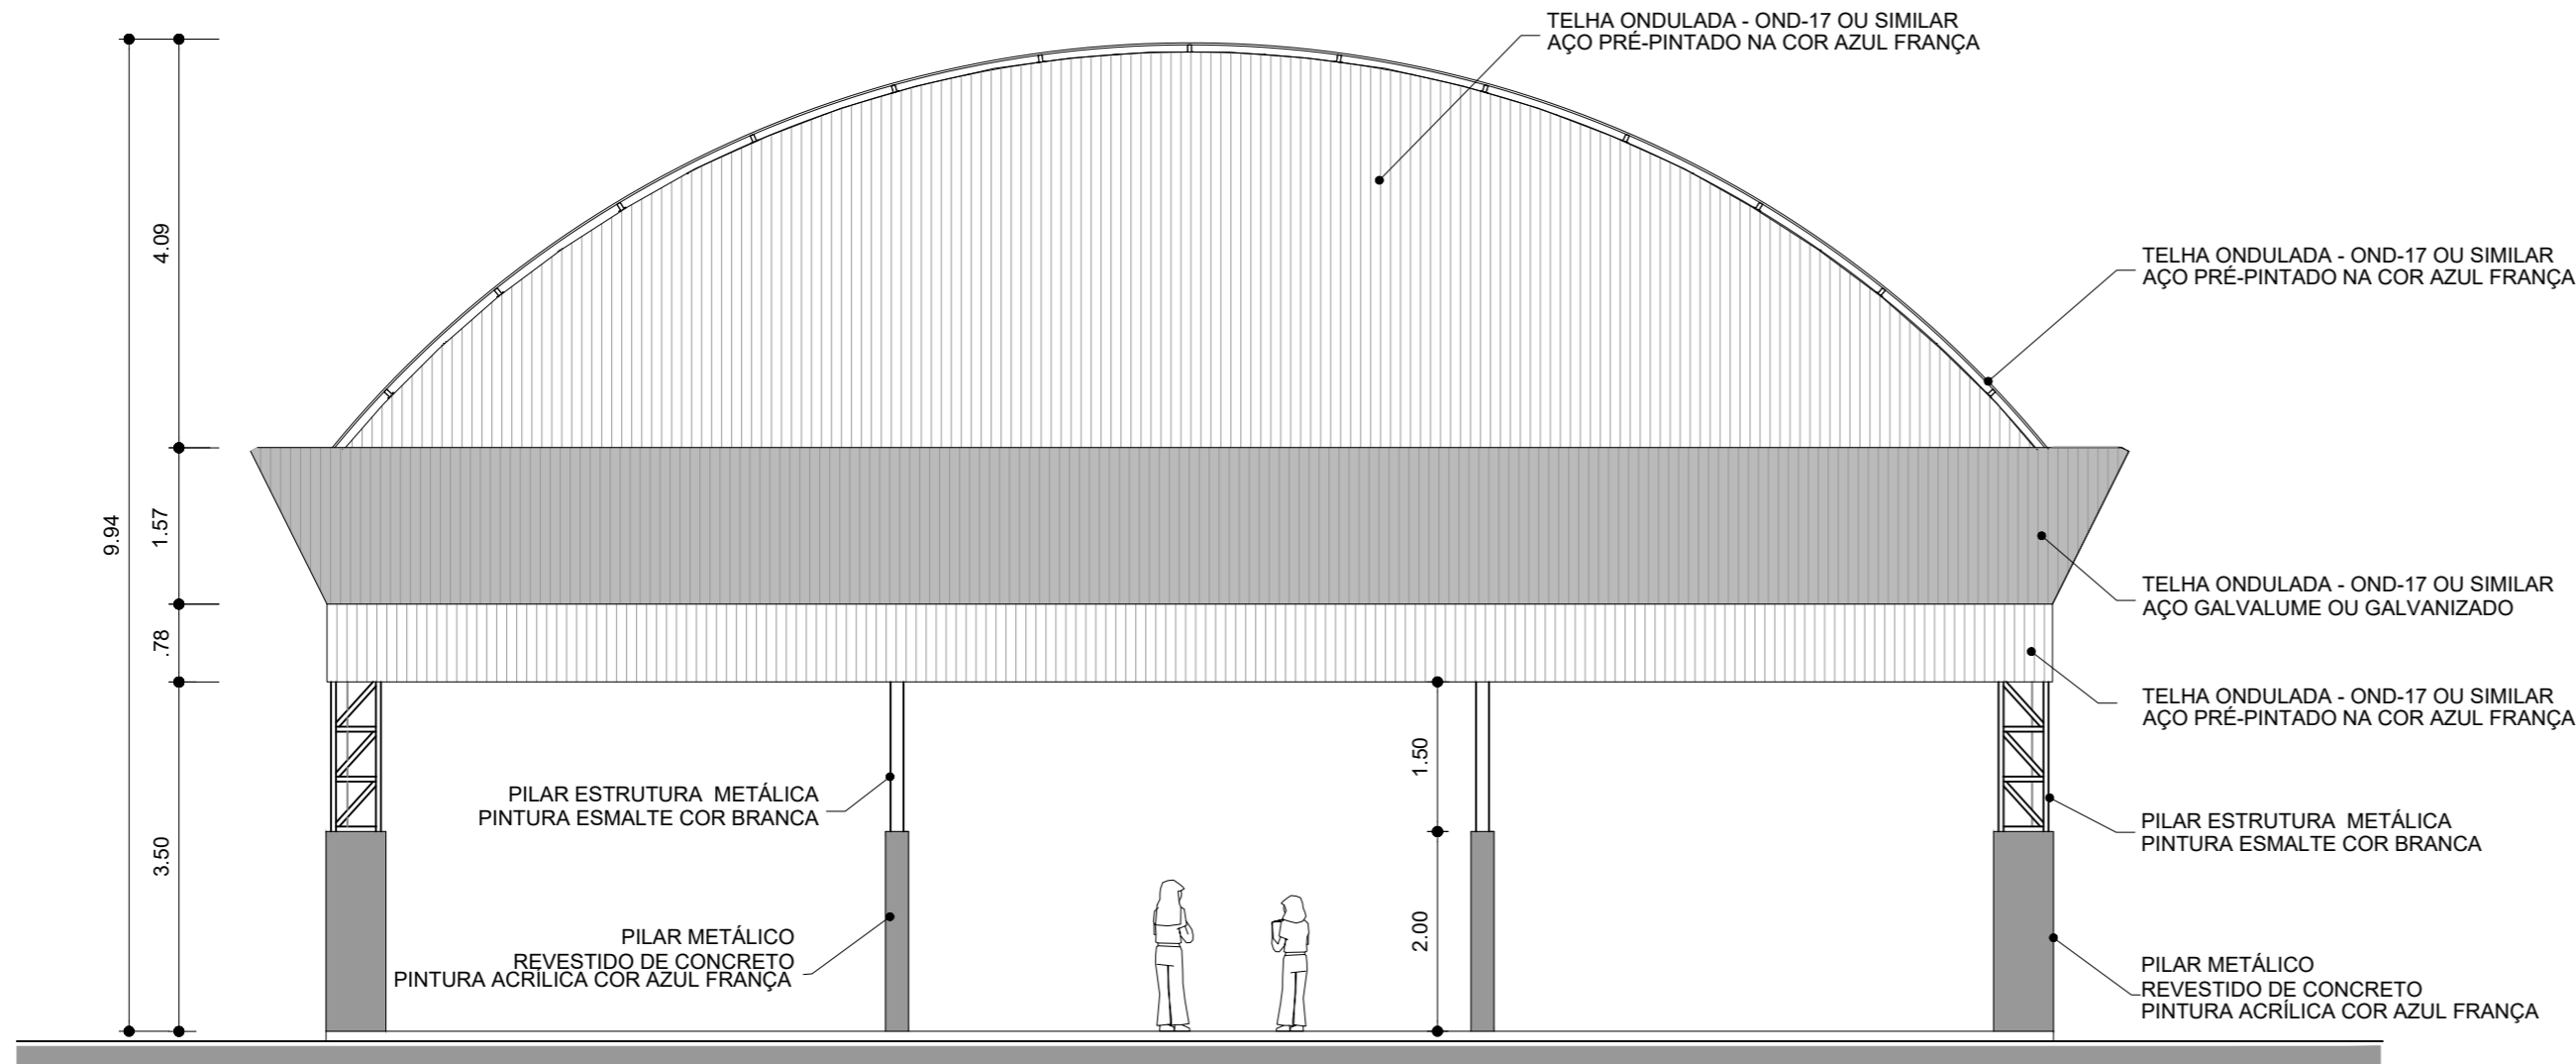 TELHA ONDULADA - OND-17 OU SIMILAR
AÇO PRÉ-PINTADO NA COR AZUL FRANÇA
4.09
TELHA ONDULADA - OND-17 OU SIMILAR
AÇO PRÉ-PINTADO NA COR AZUL FRANÇA
9.94
1.57
TELHA ONDULADA - OND-17 OU SIMILAR
AÇO GALVALUME OU GALVANIZADO
.78
TELHA ONDULADA - OND-17 OU SIMILAR
AÇO PRÉ-PINTADO NA COR AZUL FRANÇA
1.50
PILAR ESTRUTURA METÁLICA
PINTURA ESMALTE COR BRANCA
PILAR ESTRUTURA METÁLICA
PINTURA ESMALTE COR BRANCA
3.50
2.00
PILAR METÁLICO
REVESTIDO DE CONCRETO
PINTURA ACRÍLICA COR AZUL FRANÇA
PILAR METÁLICO
REVESTIDO DE CONCRETO
PINTURA ACRÍLICA COR AZUL FRANÇA